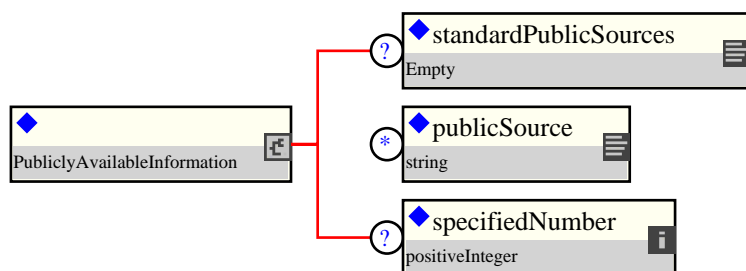 ? standardPublicSources
Empty
PubliclyAvailableInformation
* publicSource
string
? specifiedNumber
i
positiveInteger